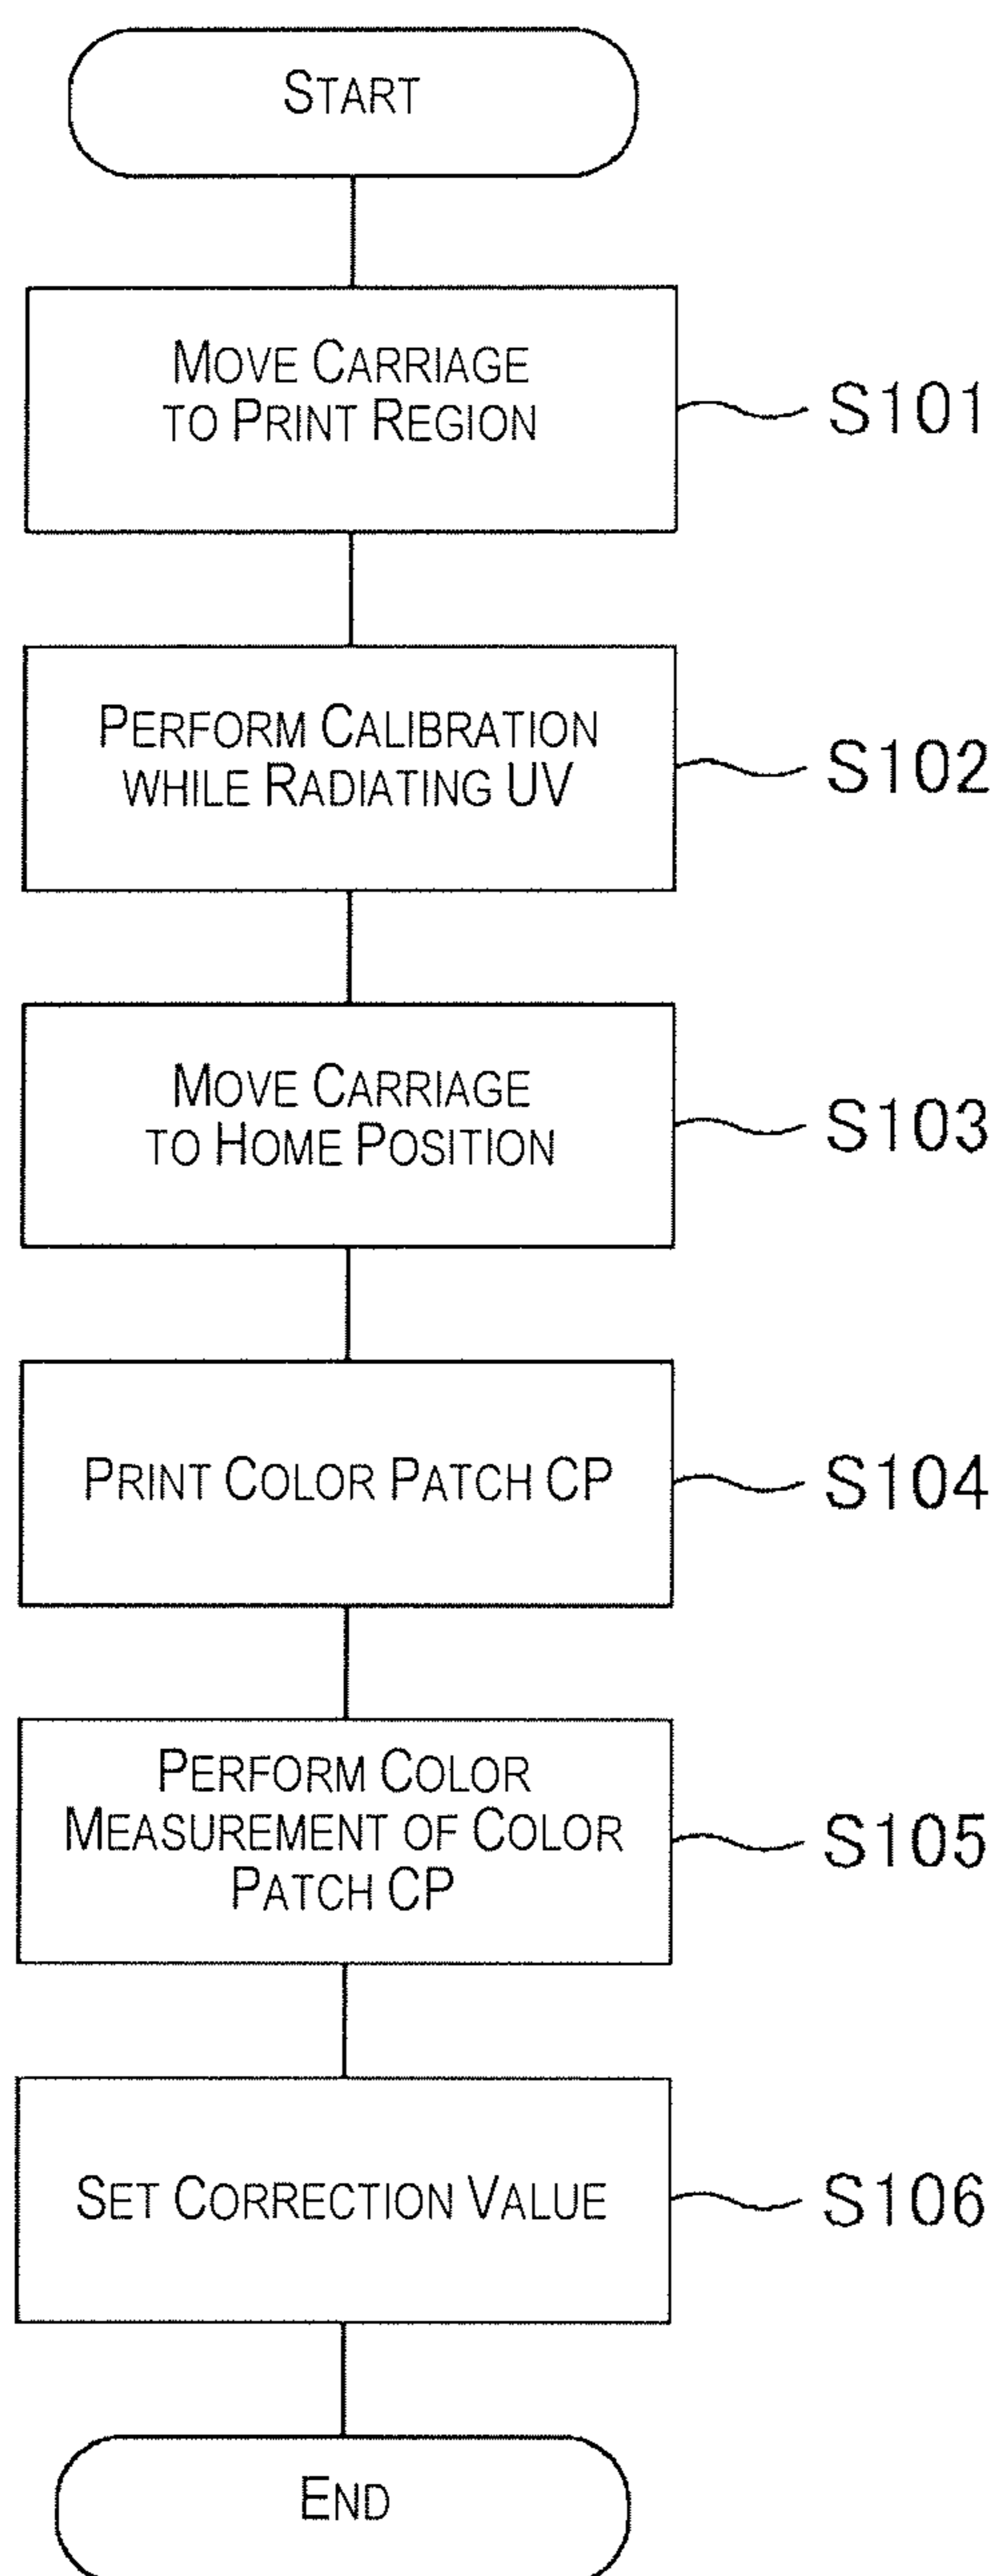 START
MOVE CARRIAGE
TO PRINT REGION
S101
PERFORM CALIBRATION
WHILE RADIATING UV
S102
MOVE CARRIAGE
TO HOME POSITION
S103
PRINT COLOR PATCH CP
S104
PERFORM COLOR
MEASUREMENT OF COLOR
PATCH CP
S105
SET CORRECTION VALUE
S106
END